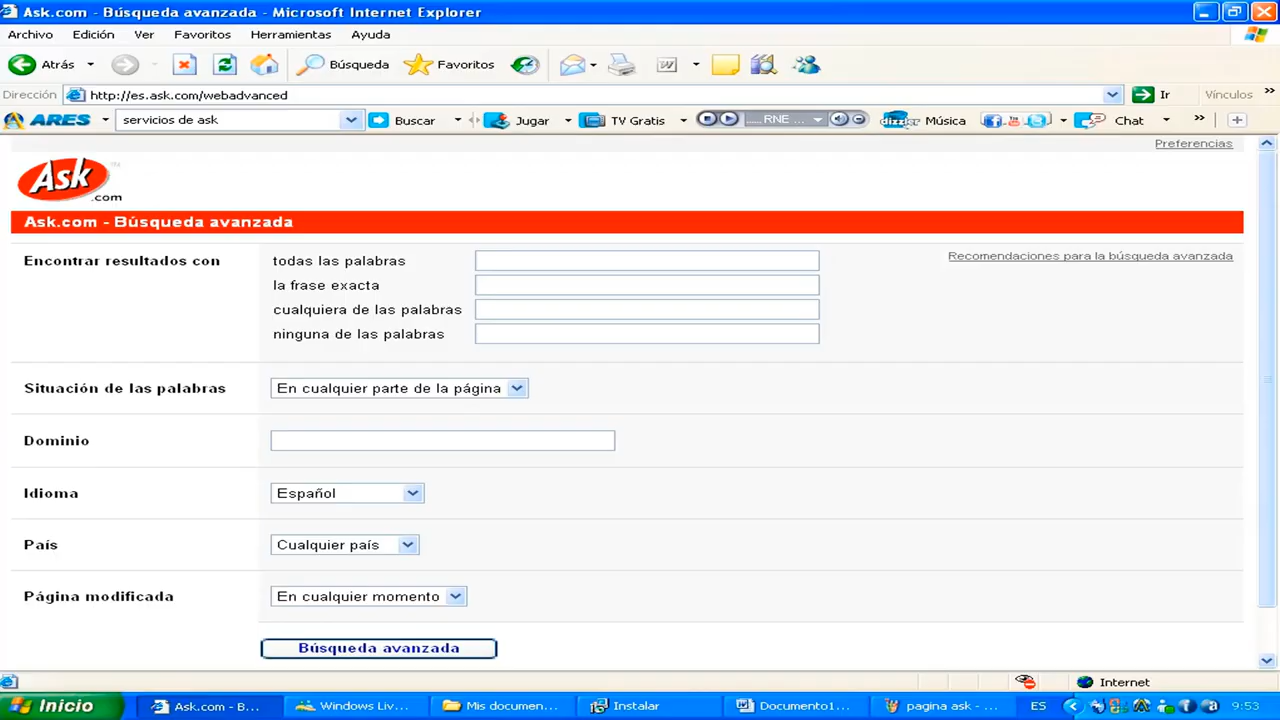 Ask.com - Búsqueda avanzada - Microsoft Internet Explorer
Archivo Edición Ver Favoritos Herramientas Ayuda
Atrás Búsqueda Favoritos
Dirección http://es.ask.com/webadvanced Ir Vínculos »
ARES servicios de ask Buscar Jugar TV Gratis RNE ... dizzler Música Chat »
Preferencias
Ask.com
Ask.com - Búsqueda avanzada
Encontrar resultados con todas las palabras Recomendaciones para la búsqueda avanzada
la frase exacta
cualquiera de las palabras
ninguna de las palabras
Situación de las palabras En cualquier parte de la página
Dominio
Idioma Español
País Cualquier país
Página modificada En cualquier momento
Búsqueda avanzada
Internet
Inicio Ask.com - B... Windows Liv... Mis documen... Instalar Documento1... pagina ask - ... ES 9:53